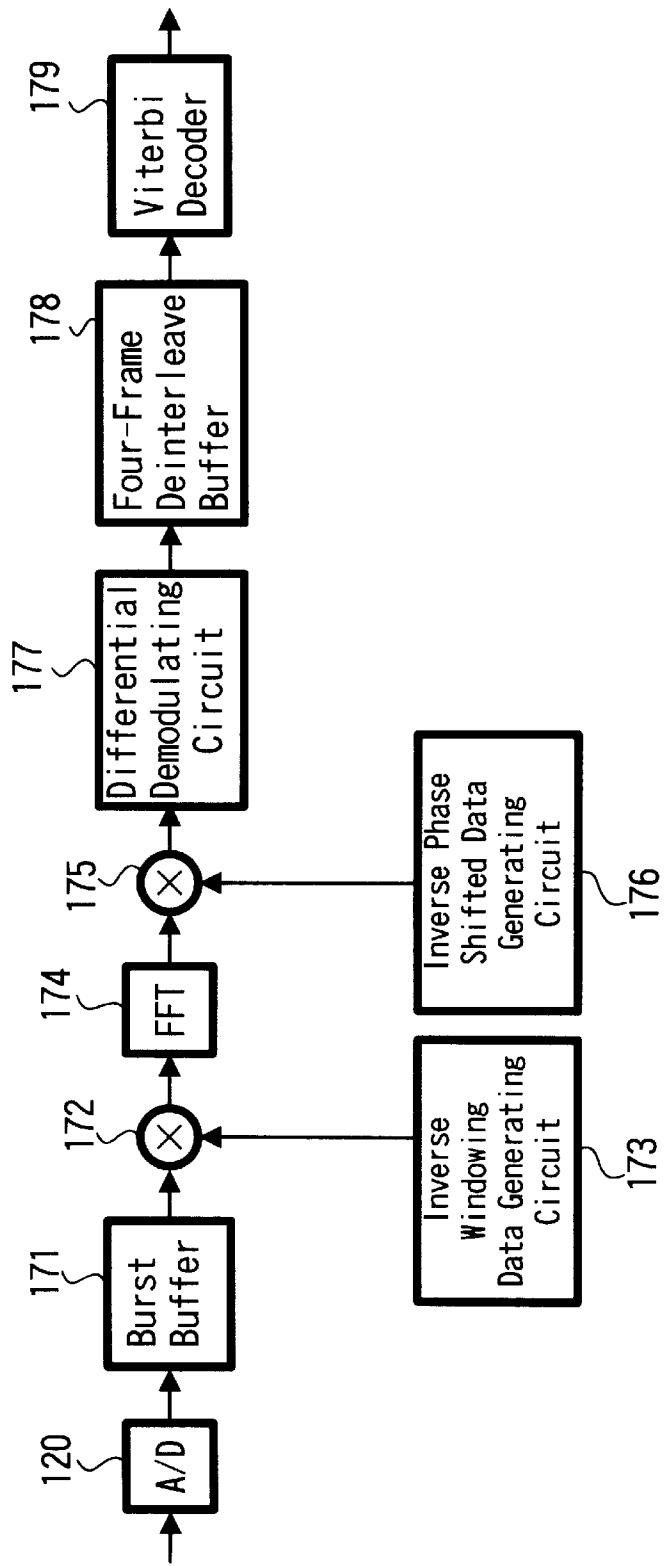 120
A/D
171
Burst
Buffer
172
×
173
Inverse
Windowing
Data Generating
Circuit
174
FFT
175
×
176
Inverse Phase
Shifted Data
Generating
Circuit
177
Differential
Demodulating
Circuit
178
Four-Frame
Deinterleave
Buffer
179
Viterbi
Decoder